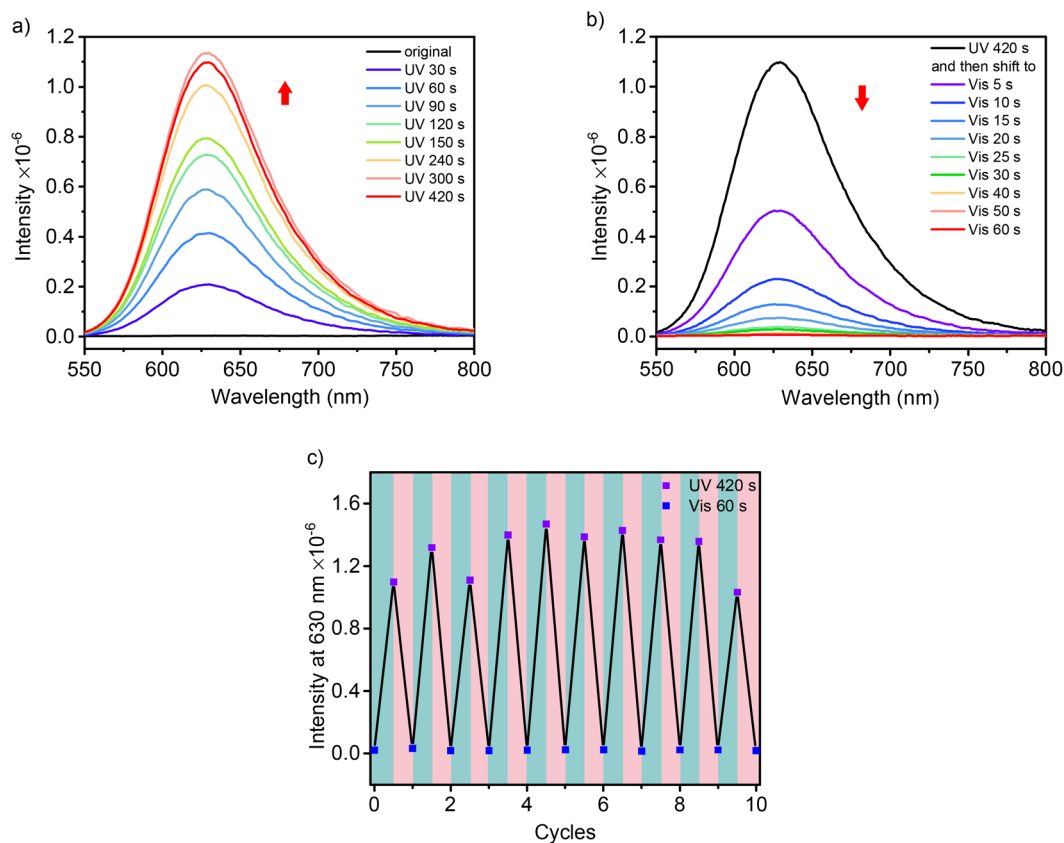 a)
1.2
1.0
0.8
0.6
0.4
0.2
0.0
Intensity ×10⁻⁶
550 600 650 700 750 800
Wavelength (nm)
original
UV 30 s
UV 60 s
UV 90 s
UV 120 s
UV 150 s
UV 240 s
UV 300 s
UV 420 s
b)
1.2
1.0
0.8
0.6
0.4
0.2
0.0
Intensity ×10⁻⁶
550 600 650 700 750 800
Wavelength (nm)
UV 420 s
and then shift to
Vis 5 s
Vis 10 s
Vis 15 s
Vis 20 s
Vis 25 s
Vis 30 s
Vis 40 s
Vis 50 s
Vis 60 s
c)
1.6
1.2
0.8
0.4
0.0
Intensity at 630 nm ×10⁻⁶
0 2 4 6 8 10
Cycles
UV 420 s
Vis 60 s